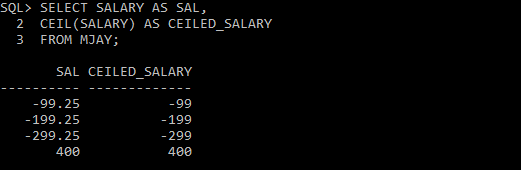 SQL> SELECT SALARY AS SAL,
  2  CEIL(SALARY) AS CEILED_SALARY
  3  FROM MJAY;
       SAL CEILED_SALARY
---------- -------------
    -99.25           -99
   -199.25          -199
   -299.25          -299
       400           400